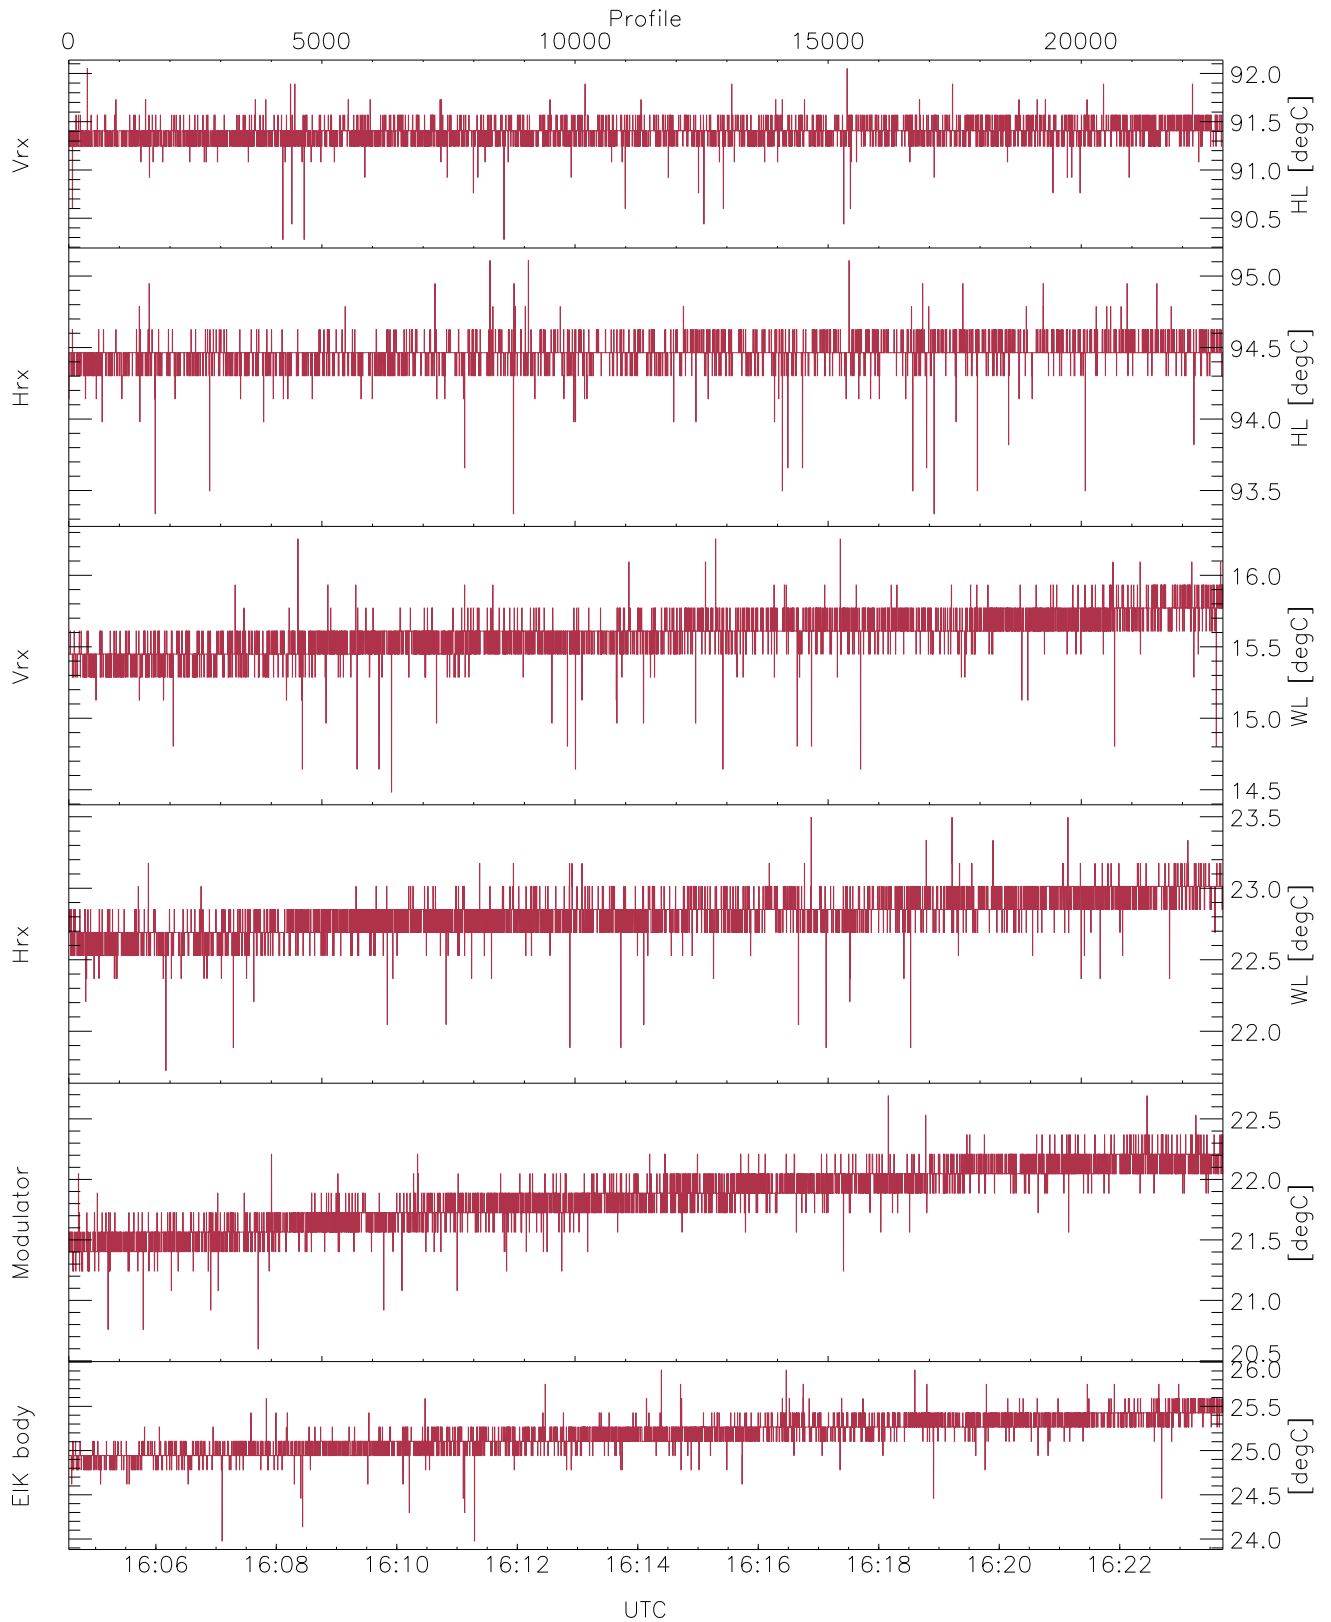 Profile
0 5000 10000 15000 20000
Vrx
92.0
91.5
91.0
90.5
HL [degC]
Hrx
95.0
94.5
94.0
93.5
HL [degC]
Vrx
16.0
15.5
15.0
14.5
WL [degC]
Hrx
23.5
23.0
22.5
22.0
WL [degC]
Modulator
22.5
22.0
21.5
21.0
20.5
[degC]
EIK body
26.0
25.5
25.0
24.5
24.0
[degC]
16:06 16:08 16:10 16:12 16:14 16:16 16:18 16:20 16:22
UTC